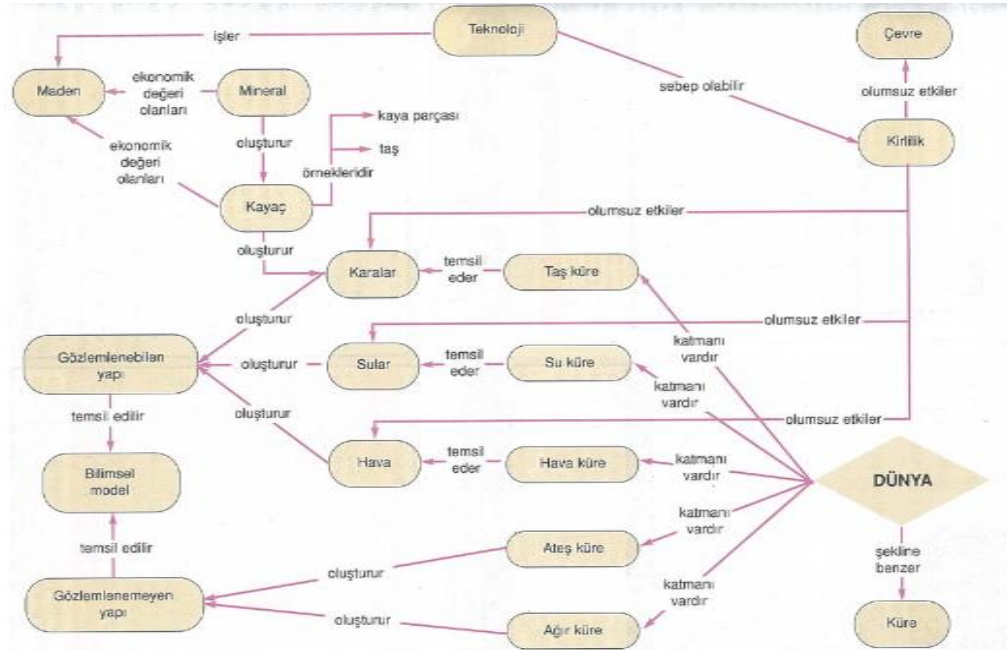 Teknoloji
Çevre
işler
Maden
ekonomik
değeri
olanları
Mineral
sebep olabilir
olumsuz etkiler
kaya parçası
taş
Kirlilik
ekonomik
değeri
olanları
oluşturur
örnekleridir
Kayaç
olumsuz etkiler
oluşturur
Karalar
temsil
eder
Taş küre
oluşturur
olumsuz etkiler
katmanı
vardır
Gözlemlenebilen
yapı
oluşturur
Sular
temsil
eder
Su küre
katmanı
vardır
temsil edilir
oluşturur
olumsuz etkiler
Bilimsel
model
Hava
temsil
eder
Hava küre
katmanı
vardır
DÜNYA
temsil edilir
Ateş küre
katmanı
vardır
oluşturur
şekline
benzer
Gözlemlenemeyen
yapı
oluşturur
Ağır küre
katmanı
vardır
Küre